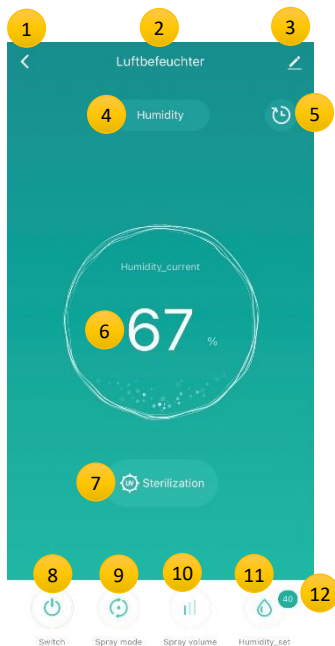 1 2 3
Luftbefeuchter
4 Humidity 5
Humidity_current
6 67 %
7 UV Sterilization
8 9 10 11 12
40
Switch Spray mode Spray volume Humidity_set